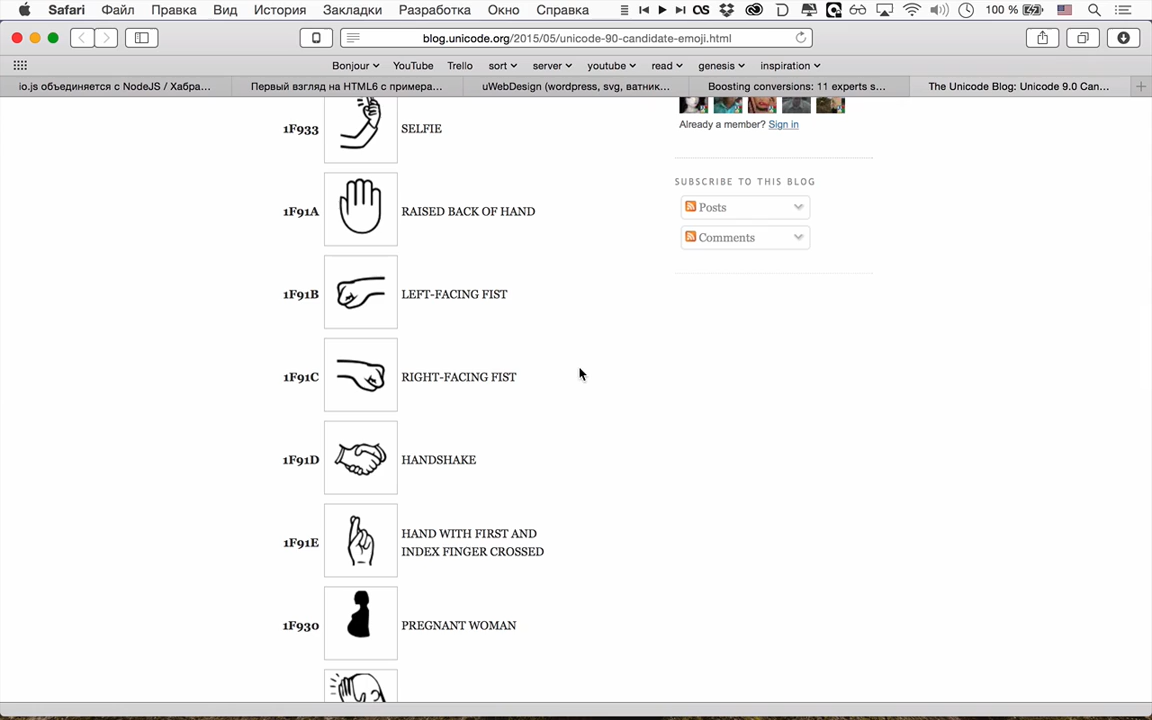 Safari Файл Правка Вид История Закладки Разработка Окно Справка 100 %
blog.unicode.org/2015/05/unicode-90-candidate-emoji.html
Bonjour YouTube Trello sort server youtube read genesis inspiration
io.js объединяется с NodeJS / Хабра... Первый взгляд на HTML6 с примера... uWebDesign (wordpress, svg, ватник... Boosting conversions: 11 experts s... The Unicode Blog: Unicode 9.0 Can...
Already a member? Sign in
SUBSCRIBE TO THIS BLOG
Posts
Comments
1F933 SELFIE
1F91A RAISED BACK OF HAND
1F91B LEFT-FACING FIST
1F91C RIGHT-FACING FIST
1F91D HANDSHAKE
1F91E HAND WITH FIRST AND
INDEX FINGER CROSSED
1F930 PREGNANT WOMAN